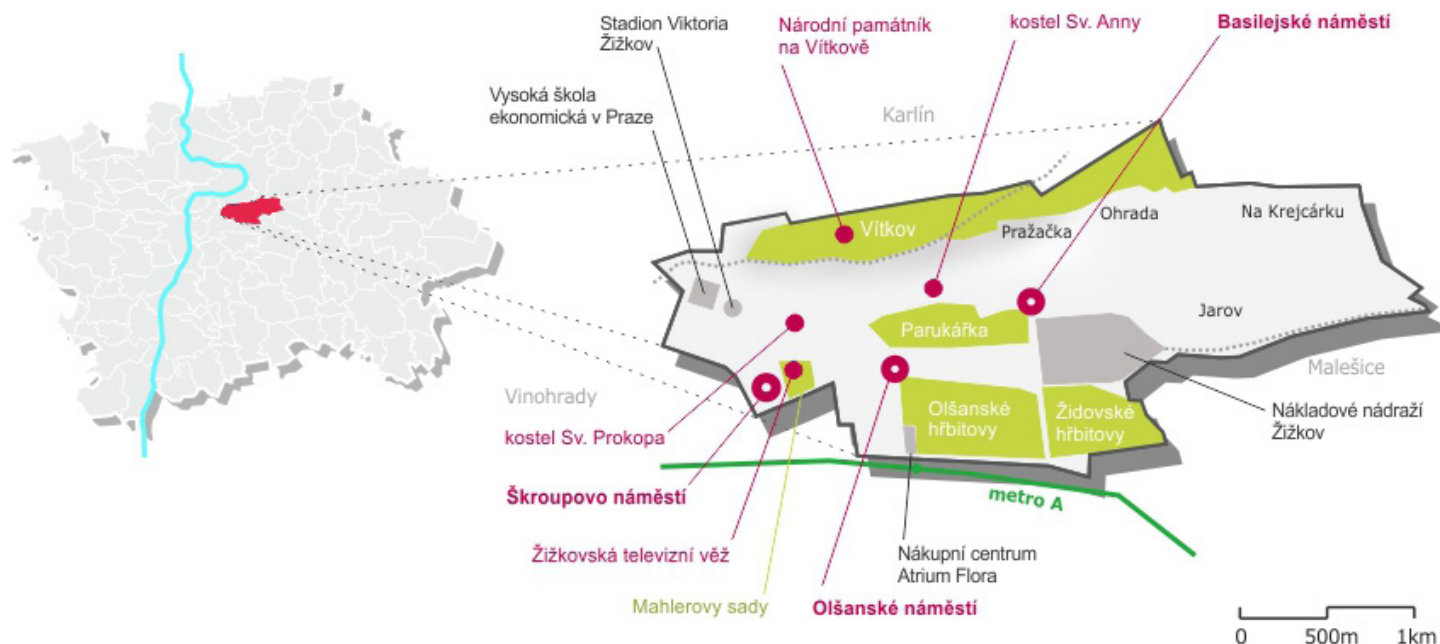 Stadion Viktoria
Žižkov
Národní památník
na Vítkově
kostel Sv. Anny
Basilejské náměstí
Vysoká škola
ekonomická v Praze
Karlín
Vítkov
Pražačka
Ohrada
Na Krejcárku
Parukářka
Jarov
Malešice
Vinohrady
Olšanské
hřbitovy
Židovské
hřbitovy
Nákladové nádraží
Žižkov
kostel Sv. Prokopa
Škroupovo náměstí
metro A
Žižkovská televizní věž
Nákupní centrum
Atrium Flora
Mahlerovy sady
Olšanské náměstí
0 500m 1km